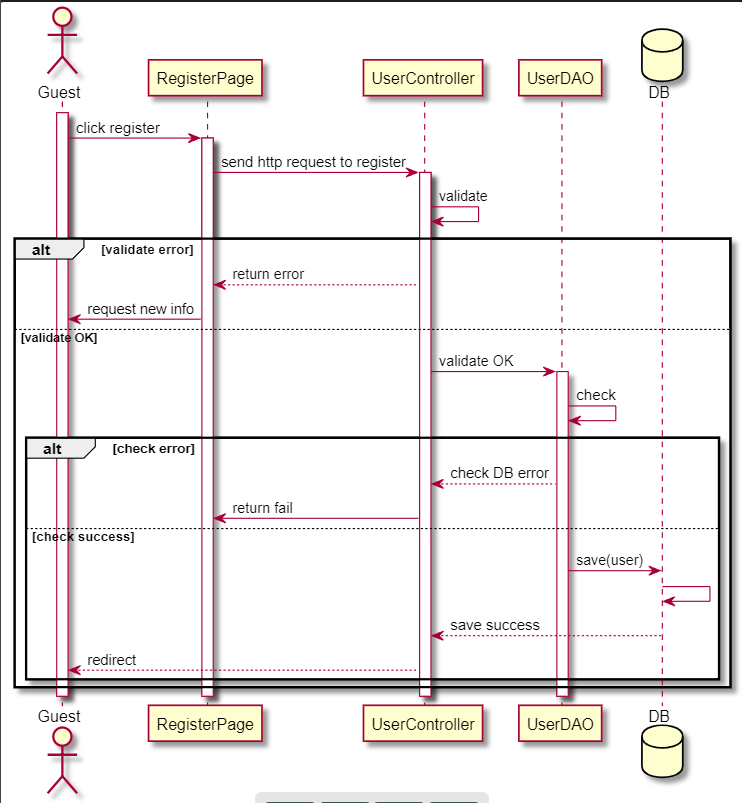 Guest
RegisterPage
UserController
UserDAO
DB
click register
send http request to register
validate
alt
[validate error]
return error
request new info
[validate OK]
validate OK
check
alt
[check error]
check DB error
return fail
[check success]
save(user)
save success
redirect
Guest
RegisterPage
UserController
UserDAO
DB